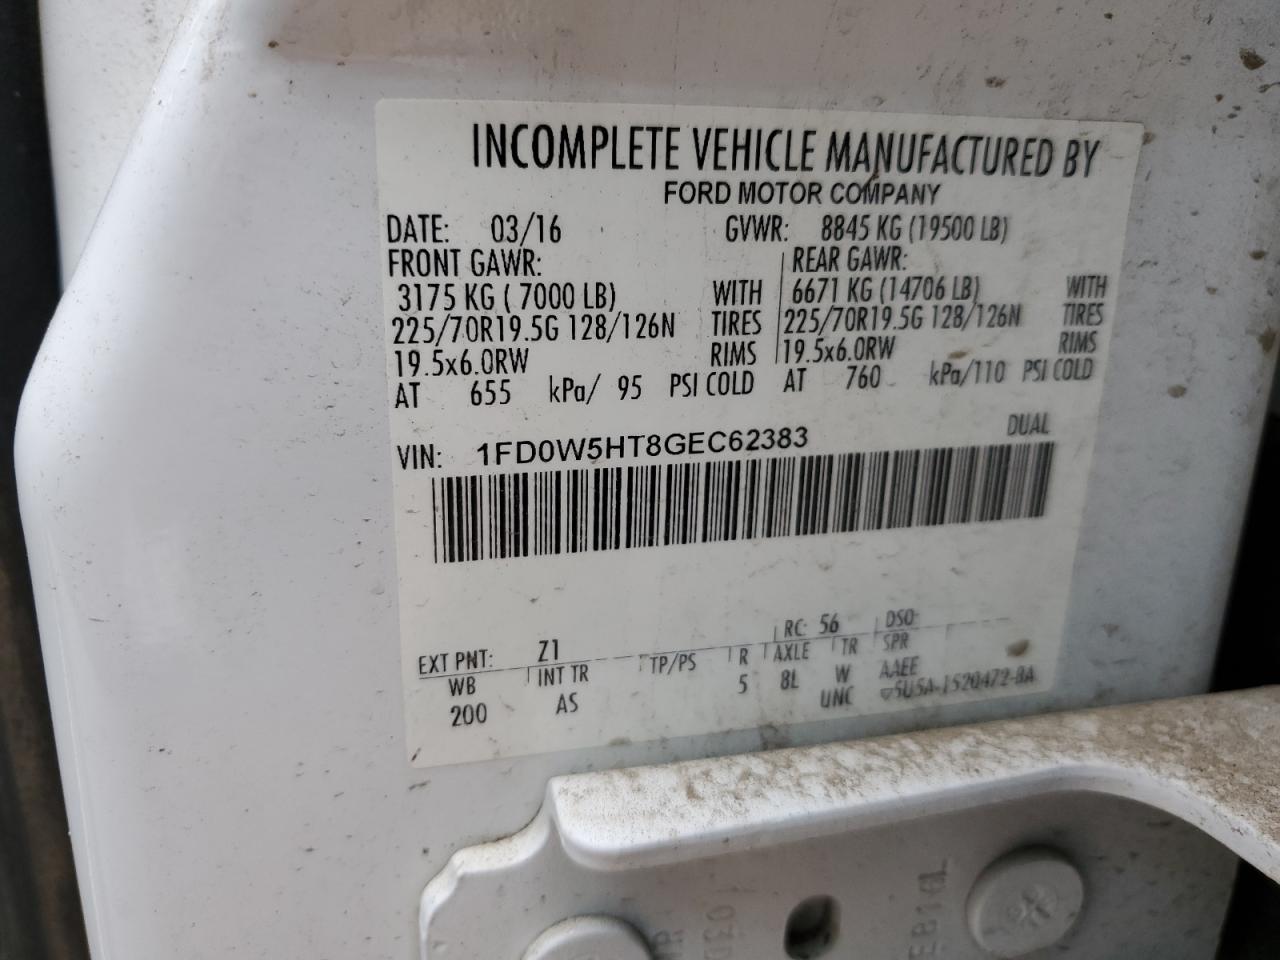 INCOMPLETE VEHICLE MANUFACTURED BY
FORD MOTOR COMPANY
DATE: 03/16 GVWR: 8845 KG (19500 LB)
FRONT GAWR: REAR GAWR:
3175 KG ( 7000 LB) WITH 6671 KG (14706 LB) WITH
225/70R19.5G 128/126N TIRES 225/70R19.5G 128/126N TIRES
19.5x6.0RW RIMS 19.5x6.0RW RIMS
AT 655 kPa/ 95 PSI COLD AT 760 kPa/110 PSI COLD
DUAL
VIN: 1FD0W5HT8GEC62383
EXT PNT: Z1 RC: 56 DSO:
WB INT TR TP/PS R AXLE TR SPR
200 AS 5 8L W AAEE
UNC 5U5A-1520472-BA